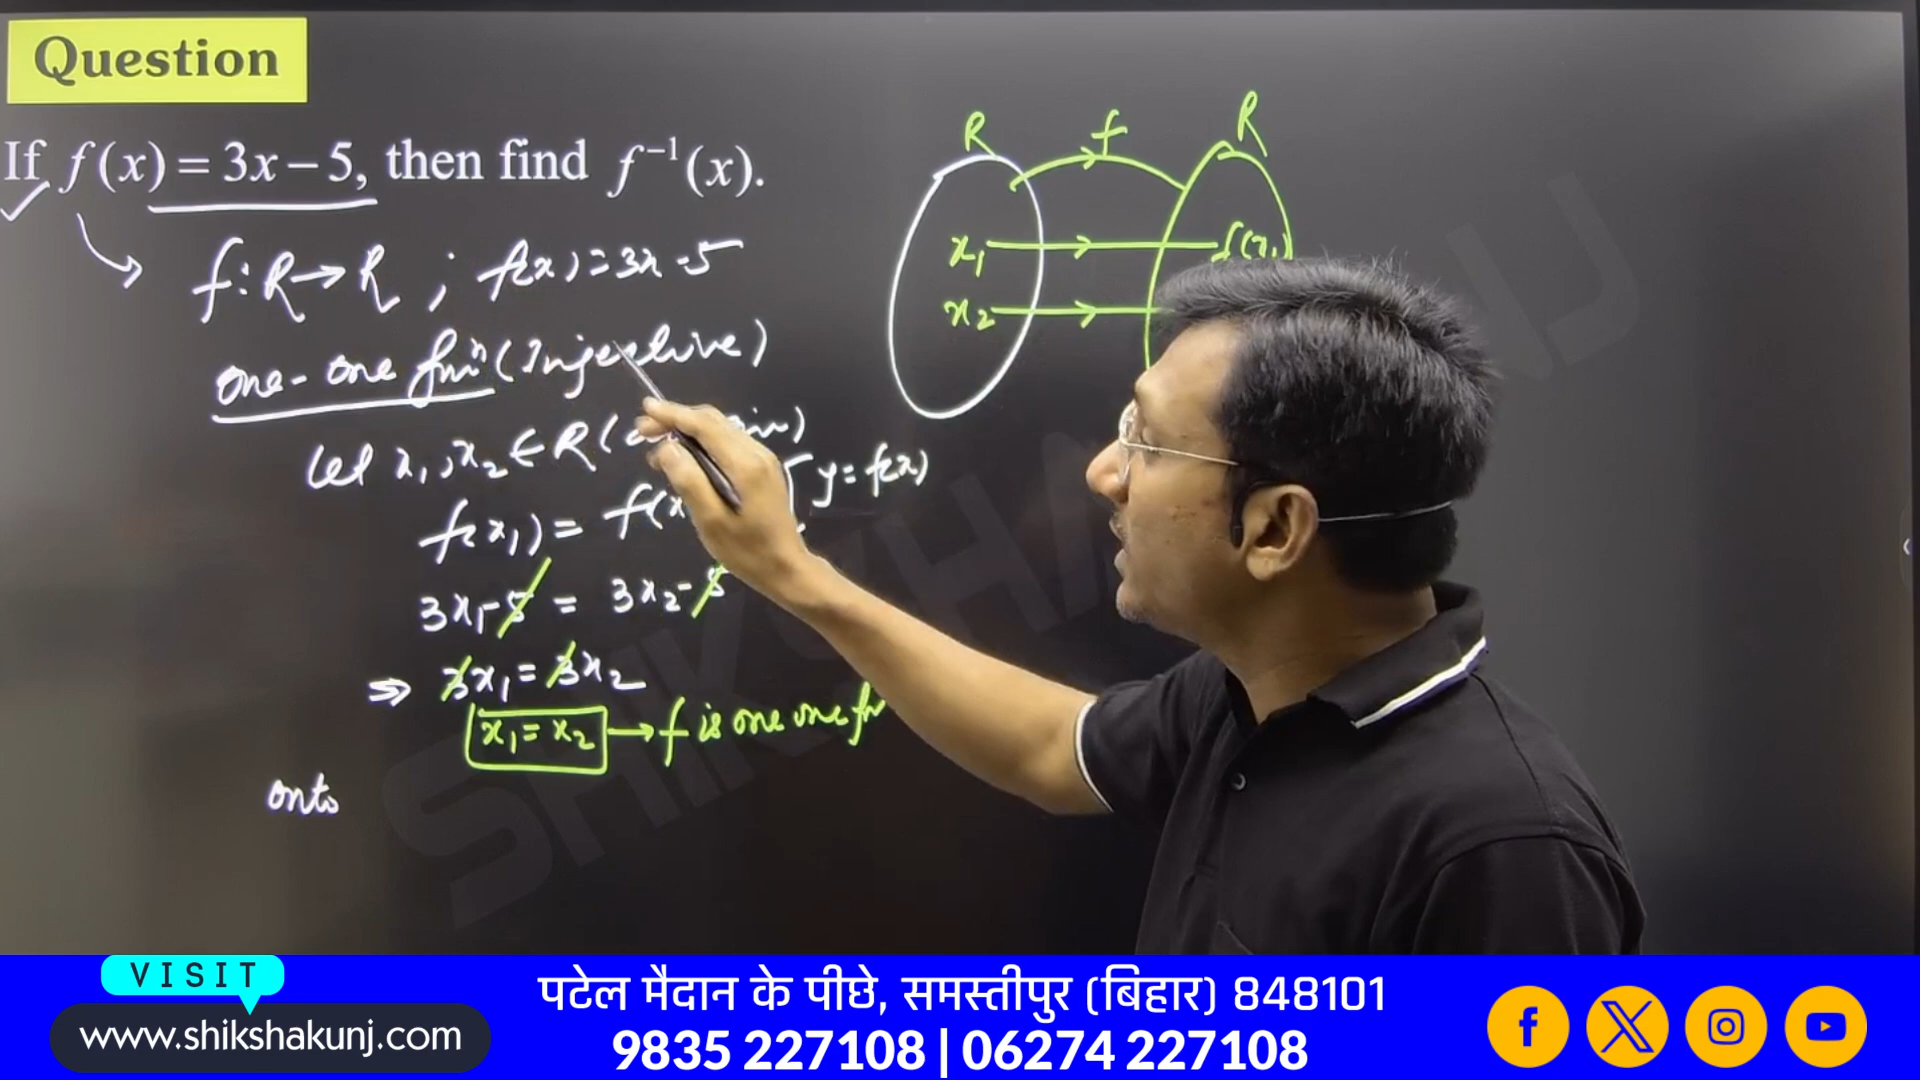 Question
If f(x) = 3x – 5, then find f⁻¹(x).
f : R → R ; f(x) = 3x - 5
one - one fnⁿ (Injective)
let x₁, x₂ ∈ R (
f(x₁) = f(x
y = f(x)
3x₁ - 5 = 3x₂ - 5
⇒ 3x₁ = 3x₂
x₁ = x₂ → f is one one fn
onto
R f R
x₁ f(x₁)
x₂
SHIKSHA
VISIT
www.shikshakunj.com
पटेल मैदान के पीछे, समस्तीपुर (बिहार) 848101
9835 227108 | 06274 227108